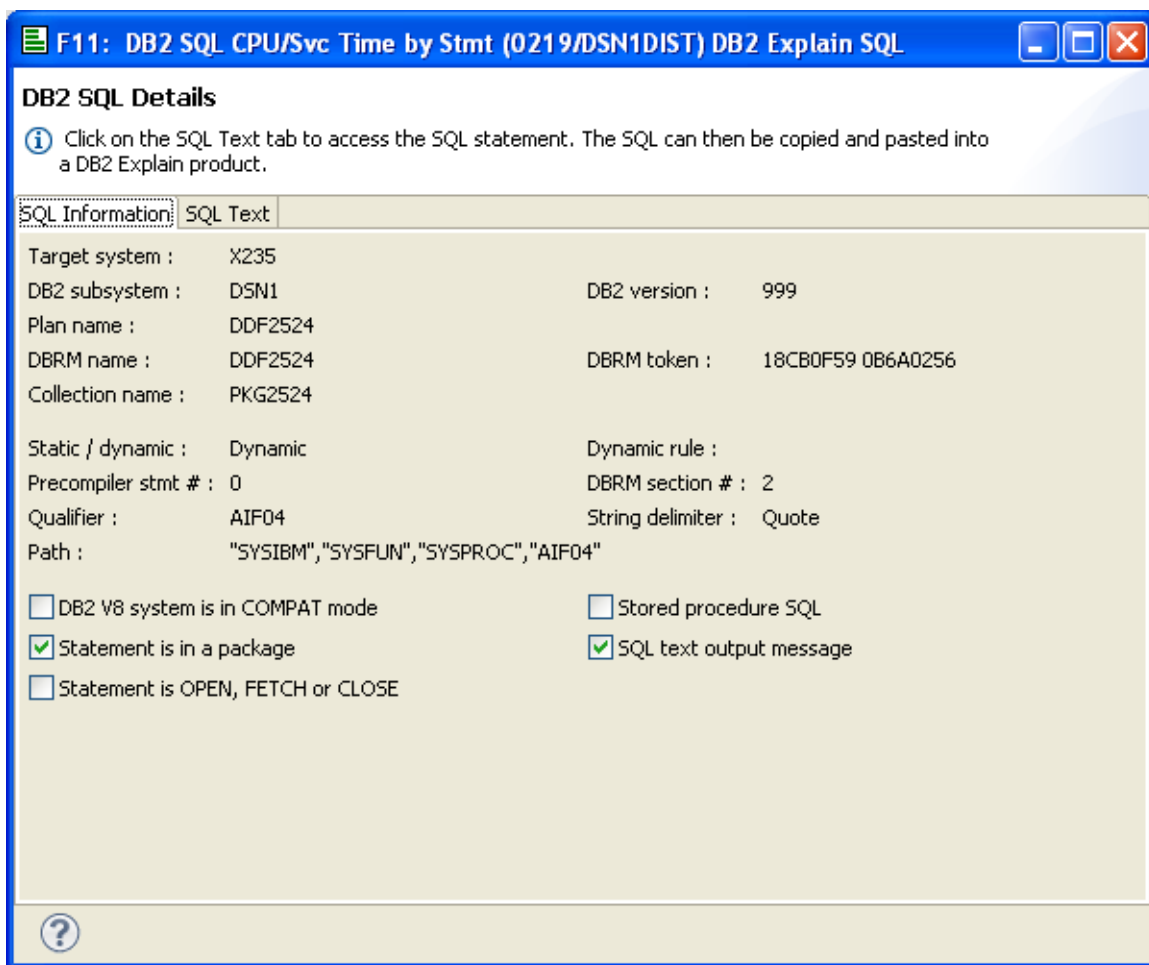 F11: DB2 SQL CPU/Svc Time by Stmt (0219/DSN1DIST) DB2 Explain SQL
DB2 SQL Details
Click on the SQL Text tab to access the SQL statement. The SQL can then be copied and pasted into
a DB2 Explain product.
SQL Information SQL Text
Target system : X235
DB2 subsystem : DSN1 DB2 version : 999
Plan name : DDF2524
DBRM name : DDF2524 DBRM token : 18CB0F59 0B6A0256
Collection name : PKG2524
Static / dynamic : Dynamic Dynamic rule :
Precompiler stmt # : 0 DBRM section # : 2
Qualifier : AIF04 String delimiter : Quote
Path : "SYSIBM","SYSFUN","SYSPROC","AIF04"
DB2 V8 system is in COMPAT mode Stored procedure SQL
Statement is in a package SQL text output message
Statement is OPEN, FETCH or CLOSE